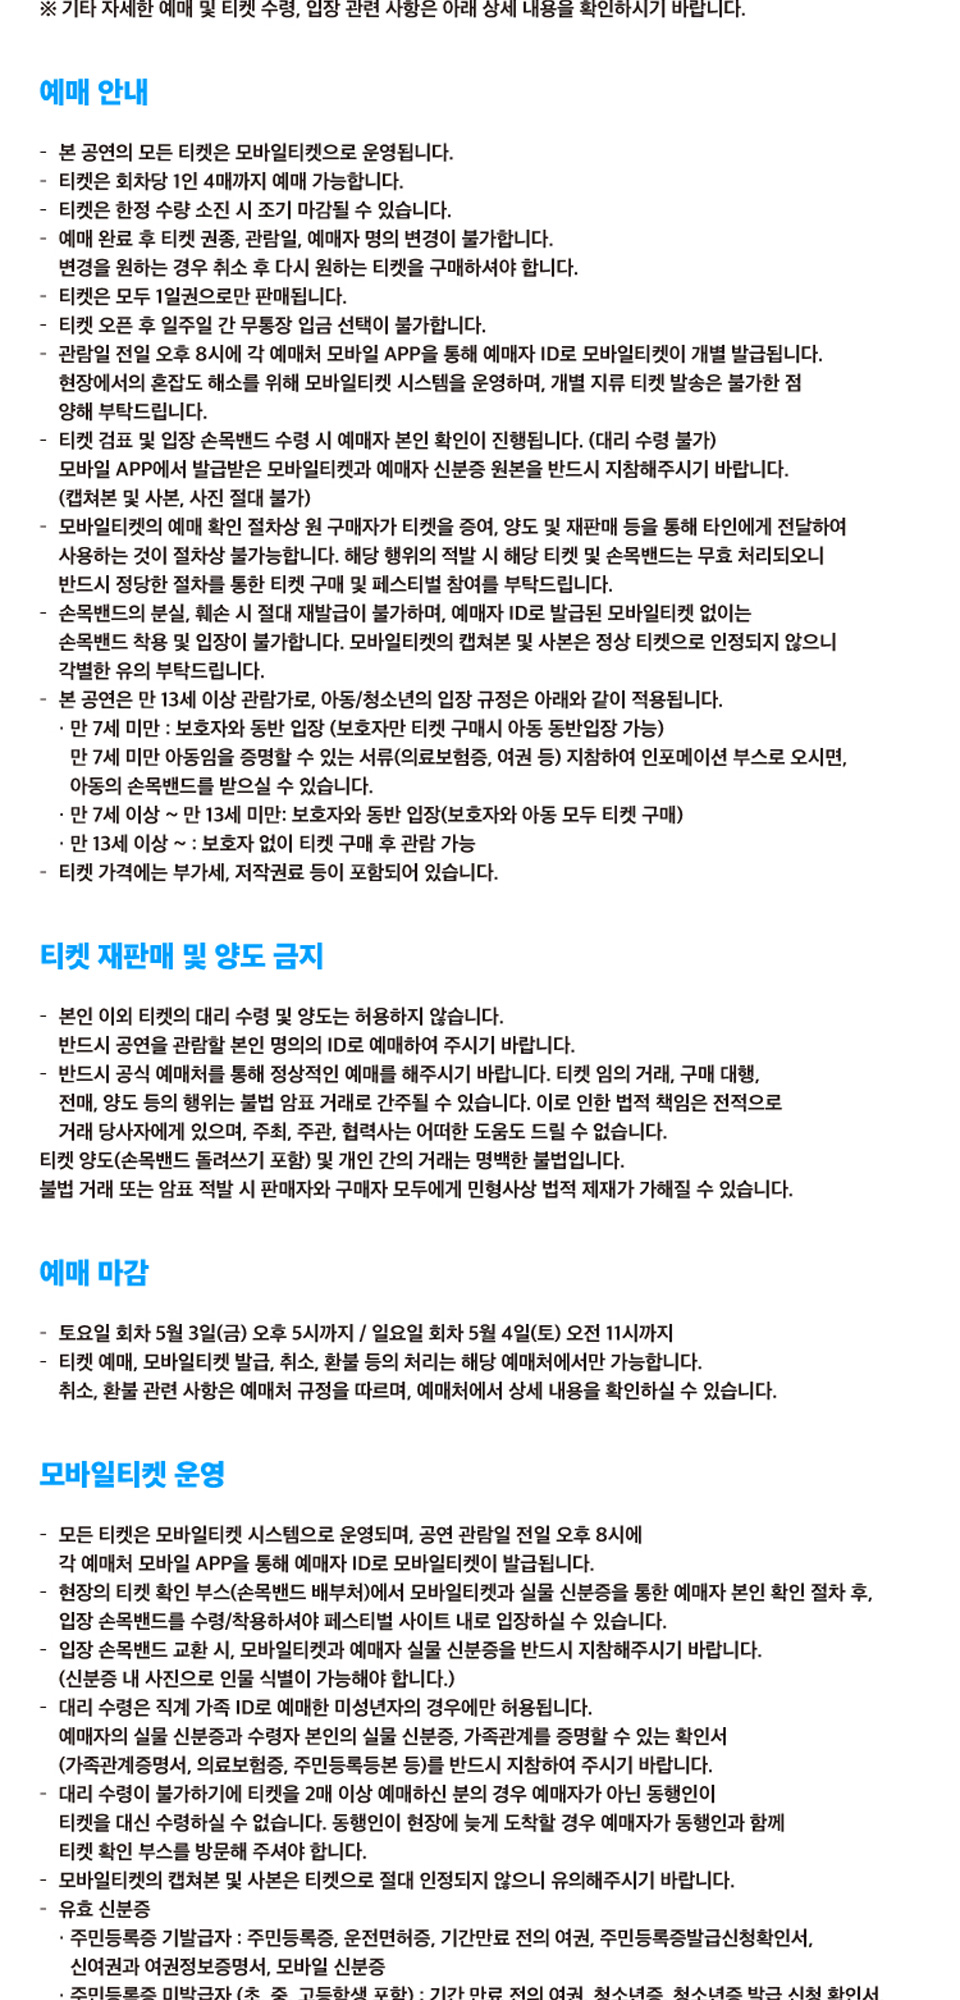 ※ 기타 자세한 예매 및 티켓 수령, 입장 관련 사항은 아래 상세 내용을 확인하시기 바랍니다.
예매 안내
- 본 공연의 모든 티켓은 모바일티켓으로 운영됩니다.
- 티켓은 회차당 1인 4매까지 예매 가능합니다.
- 티켓은 한정 수량 소진 시 조기 마감될 수 있습니다.
- 예매 완료 후 티켓 권종, 관람일, 예매자 명의 변경이 불가합니다.
변경을 원하는 경우 취소 후 다시 원하는 티켓을 구매하셔야 합니다.
- 티켓은 모두 1일권으로만 판매됩니다.
- 티켓 오픈 후 일주일 간 무통장 입금 선택이 불가합니다.
- 관람일 전일 오후 8시에 각 예매처 모바일 APP을 통해 예매자 ID로 모바일티켓이 개별 발급됩니다.
현장에서의 혼잡도 해소를 위해 모바일티켓 시스템을 운영하며, 개별 지류 티켓 발송은 불가한 점
양해 부탁드립니다.
- 티켓 검표 및 입장 손목밴드 수령 시 예매자 본인 확인이 진행됩니다. (대리 수령 불가)
모바일 APP에서 발급받은 모바일티켓과 예매자 신분증 원본을 반드시 지참해주시기 바랍니다.
(캡쳐본 및 사본, 사진 절대 불가)
- 모바일티켓의 예매 확인 절차상 원 구매자가 티켓을 증여, 양도 및 재판매 등을 통해 타인에게 전달하여
사용하는 것이 절차상 불가능합니다. 해당 행위의 적발 시 해당 티켓 및 손목밴드는 무효 처리되오니
반드시 정당한 절차를 통한 티켓 구매 및 페스티벌 참여를 부탁드립니다.
- 손목밴드의 분실, 훼손 시 절대 재발급이 불가하며, 예매자 ID로 발급된 모바일티켓 없이는
손목밴드 착용 및 입장이 불가합니다. 모바일티켓의 캡쳐본 및 사본은 정상 티켓으로 인정되지 않으니
각별한 유의 부탁드립니다.
- 본 공연은 만 13세 이상 관람가로, 아동/청소년의 입장 규정은 아래와 같이 적용됩니다.
· 만 7세 미만 : 보호자와 동반 입장 (보호자만 티켓 구매시 아동 동반입장 가능)
만 7세 미만 아동임을 증명할 수 있는 서류(의료보험증, 여권 등) 지참하여 인포메이션 부스로 오시면,
아동의 손목밴드를 받으실 수 있습니다.
· 만 7세 이상 ~ 만 13세 미만: 보호자와 동반 입장(보호자와 아동 모두 티켓 구매)
· 만 13세 이상 ~ : 보호자 없이 티켓 구매 후 관람 가능
- 티켓 가격에는 부가세, 저작권료 등이 포함되어 있습니다.
티켓 재판매 및 양도 금지
- 본인 이외 티켓의 대리 수령 및 양도는 허용하지 않습니다.
반드시 공연을 관람할 본인 명의의 ID로 예매하여 주시기 바랍니다.
- 반드시 공식 예매처를 통해 정상적인 예매를 해주시기 바랍니다. 티켓 임의 거래, 구매 대행,
전매, 양도 등의 행위는 불법 암표 거래로 간주될 수 있습니다. 이로 인한 법적 책임은 전적으로
거래 당사자에게 있으며, 주최, 주관, 협력사는 어떠한 도움도 드릴 수 없습니다.
티켓 양도(손목밴드 돌려쓰기 포함) 및 개인 간의 거래는 명백한 불법입니다.
불법 거래 또는 암표 적발 시 판매자와 구매자 모두에게 민형사상 법적 제재가 가해질 수 있습니다.
예매 마감
- 토요일 회차 5월 3일(금) 오후 5시까지 / 일요일 회차 5월 4일(토) 오전 11시까지
- 티켓 예매, 모바일티켓 발급, 취소, 환불 등의 처리는 해당 예매처에서만 가능합니다.
취소, 환불 관련 사항은 예매처 규정을 따르며, 예매처에서 상세 내용을 확인하실 수 있습니다.
모바일티켓 운영
- 모든 티켓은 모바일티켓 시스템으로 운영되며, 공연 관람일 전일 오후 8시에
각 예매처 모바일 APP을 통해 예매자 ID로 모바일티켓이 발급됩니다.
- 현장의 티켓 확인 부스(손목밴드 배부처)에서 모바일티켓과 실물 신분증을 통한 예매자 본인 확인 절차 후,
입장 손목밴드를 수령/착용하셔야 페스티벌 사이트 내로 입장하실 수 있습니다.
- 입장 손목밴드 교환 시, 모바일티켓과 예매자 실물 신분증을 반드시 지참해주시기 바랍니다.
(신분증 내 사진으로 인물 식별이 가능해야 합니다.)
- 대리 수령은 직계 가족 ID로 예매한 미성년자의 경우에만 허용됩니다.
예매자의 실물 신분증과 수령자 본인의 실물 신분증, 가족관계를 증명할 수 있는 확인서
(가족관계증명서, 의료보험증, 주민등록등본 등)를 반드시 지참하여 주시기 바랍니다.
- 대리 수령이 불가하기에 티켓을 2매 이상 예매하신 분의 경우 예매자가 아닌 동행인이
티켓을 대신 수령하실 수 없습니다. 동행인이 현장에 늦게 도착할 경우 예매자가 동행인과 함께
티켓 확인 부스를 방문해 주셔야 합니다.
- 모바일티켓의 캡쳐본 및 사본은 티켓으로 절대 인정되지 않으니 유의해주시기 바랍니다.
- 유효 신분증
· 주민등록증 기발급자 : 주민등록증, 운전면허증, 기간만료 전의 여권, 주민등록증발급신청확인서,
신여권과 여권정보증명서, 모바일 신분증
· 주민등록증 미발급자 (초, 중, 고등학생 포함) : 기간 만료 전의 여권, 청소년증, 청소년증 발급 신청 확인서,